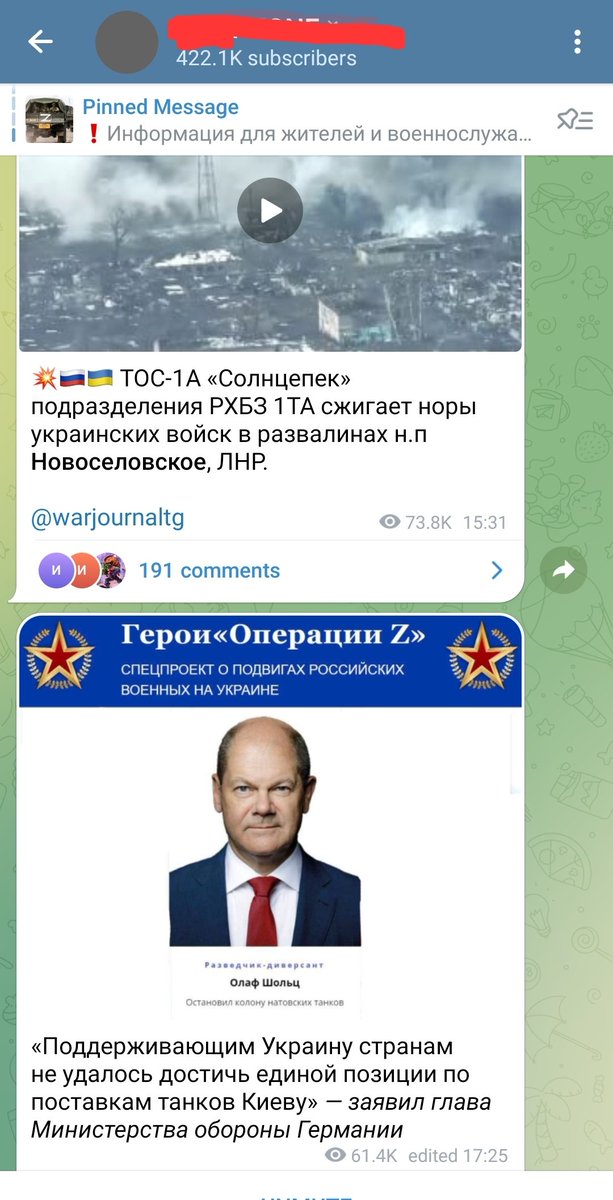 422.1K subscribers
Pinned Message
❗ Информация для жителей и военнослужа...
💥🇷🇺🇺🇦 ТОС-1А «Солнцепек»
подразделения РХБЗ 1ТА сжигает норы
украинских войск в развалинах н.п
Новоселовское, ЛНР.
@warjournaltg
73.8K 15:31
И И
191 comments
Герои«Операции Z»
СПЕЦПРОЕКТ О ПОДВИГАХ РОССИЙСКИХ
ВОЕННЫХ НА УКРАИНЕ
Разведчик-диверсант
Олаф Шольц
Остановил колону натовских танков
«Поддерживающим Украину странам
не удалось достичь единой позиции по
поставкам танков Киеву» — заявил глава
Министерства обороны Германии
61.4K edited 17:25